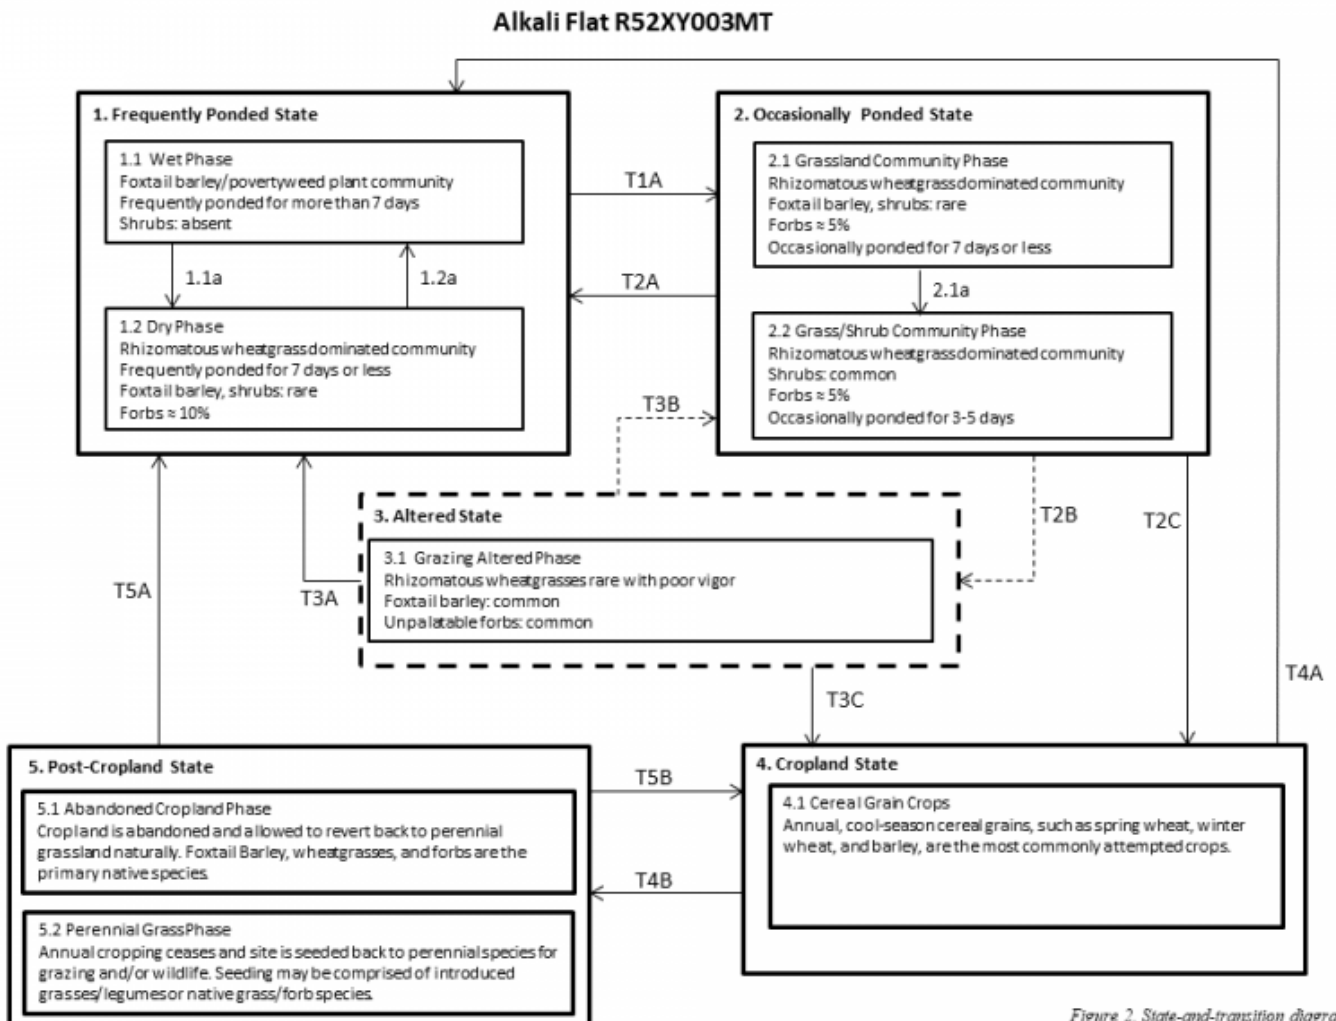 Alkali Flat R52XY003MT
1. Frequently Ponded State
1.1 Wet Phase
Foxtail barley/povertyweed plant community
Frequently ponded for more than 7 days
Shrubs: absent
1.1a
1.2a
1.2 Dry Phase
Rhizomatous wheatgrass dominated community
Frequently ponded for 7 days or less
Foxtail barley, shrubs: rare
Forbs ≈ 10%
T1A
T2A
2. Occasionally Ponded State
2.1 Grassland Community Phase
Rhizomatous wheatgrass dominated community
Foxtail barley, shrubs: rare
Forbs ≈ 5%
Occasionally ponded for 7 days or less
2.1a
2.2 Grass/Shrub Community Phase
Rhizomatous wheatgrass dominated community
Shrubs: common
Forbs ≈ 5%
Occasionally ponded for 3-5 days
T3B
3. Altered State
3.1 Grazing Altered Phase
Rhizomatous wheatgrasses rare with poor vigor
Foxtail barley: common
Unpalatable forbs: common
T2B
T2C
T5A
T3A
T3C
T4A
5. Post-Cropland State
5.1 Abandoned Cropland Phase
Cropland is abandoned and allowed to revert back to perennial
grassland naturally. Foxtail Barley, wheatgrasses, and forbs are the
primary native species.
5.2 Perennial Grass Phase
Annual cropping ceases and site is seeded back to perennial species for
grazing and/or wildlife. Seeding may be comprised of introduced
grasses/legumes or native grass/forb species.
T5B
T4B
4. Cropland State
4.1 Cereal Grain Crops
Annual, cool-season cereal grains, such as spring wheat, winter
wheat, and barley, are the most commonly attempted crops.
Figure 2. State-and-transition diagra